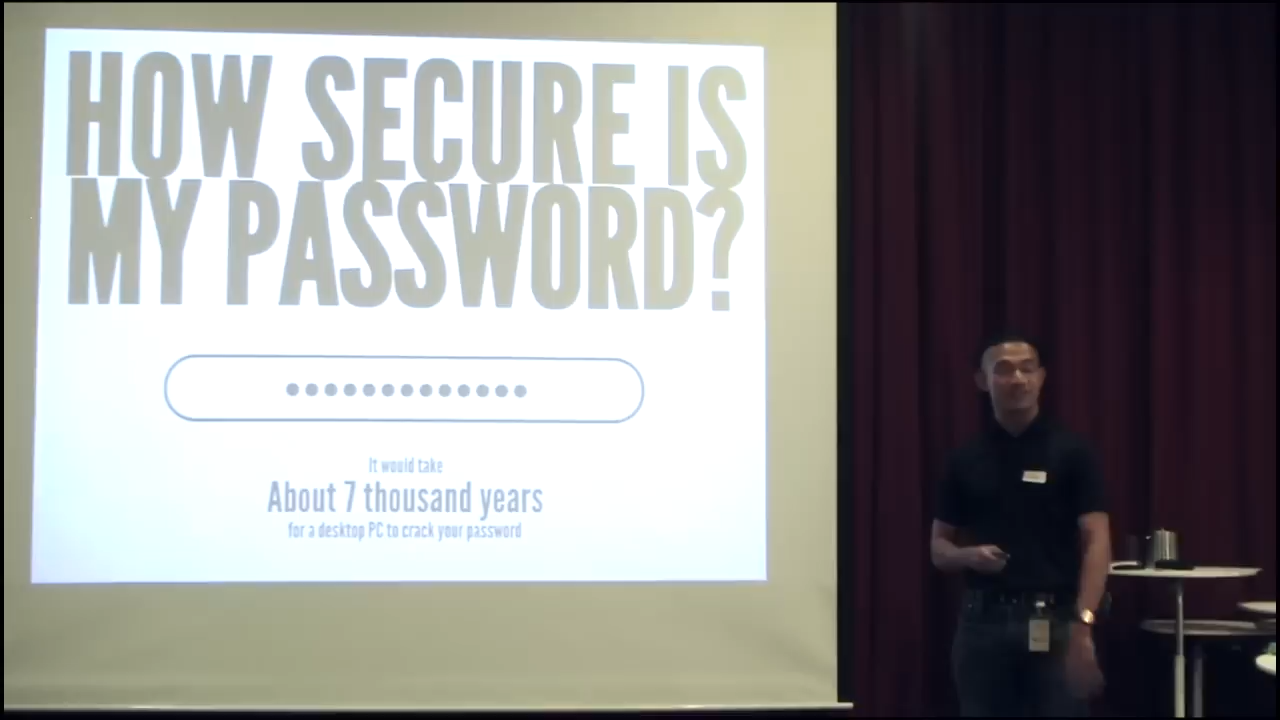 HOW SECURE IS
MY PASSWORD?
It would take
About 7 thousand years
for a desktop PC to crack your password